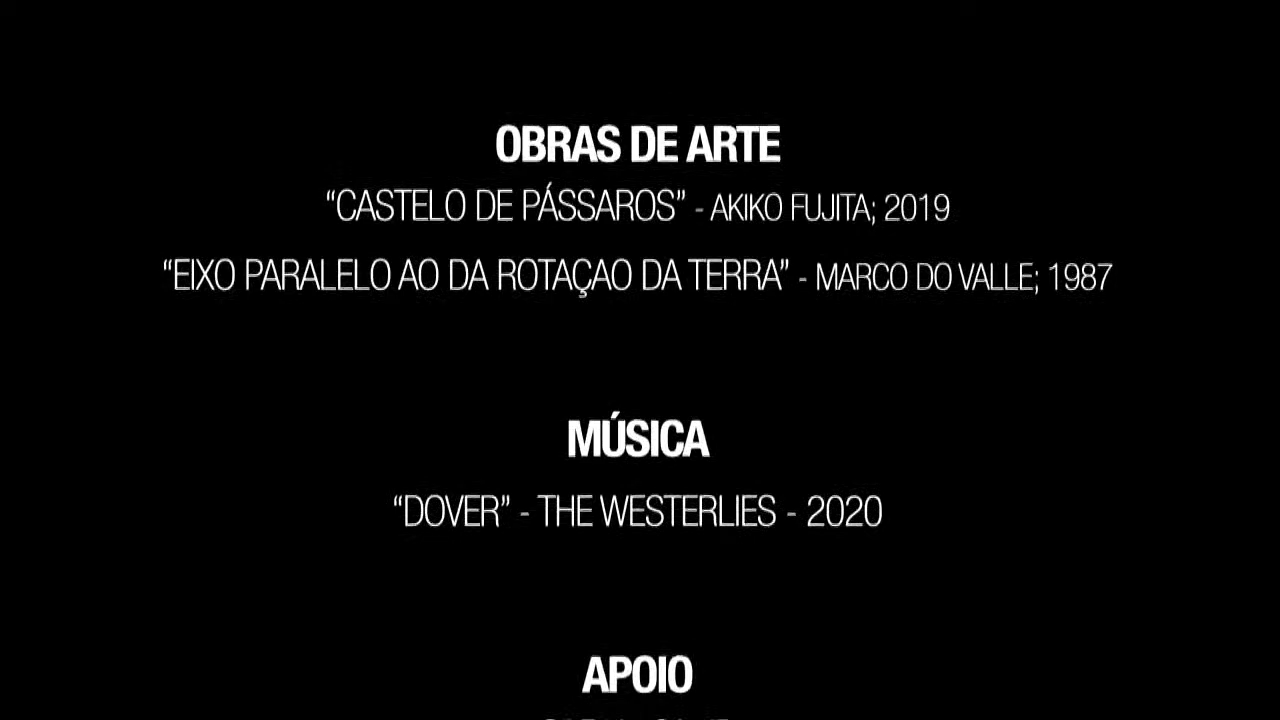 OBRAS DE ARTE
“CASTELO DE PÁSSAROS” - AKIKO FUJITA; 2019
“EIXO PARALELO AO DA ROTAÇAO DA TERRA” - MARCO DO VALLE; 1987
MÚSICA
“DOVER” - THE WESTERLIES - 2020
APOIO